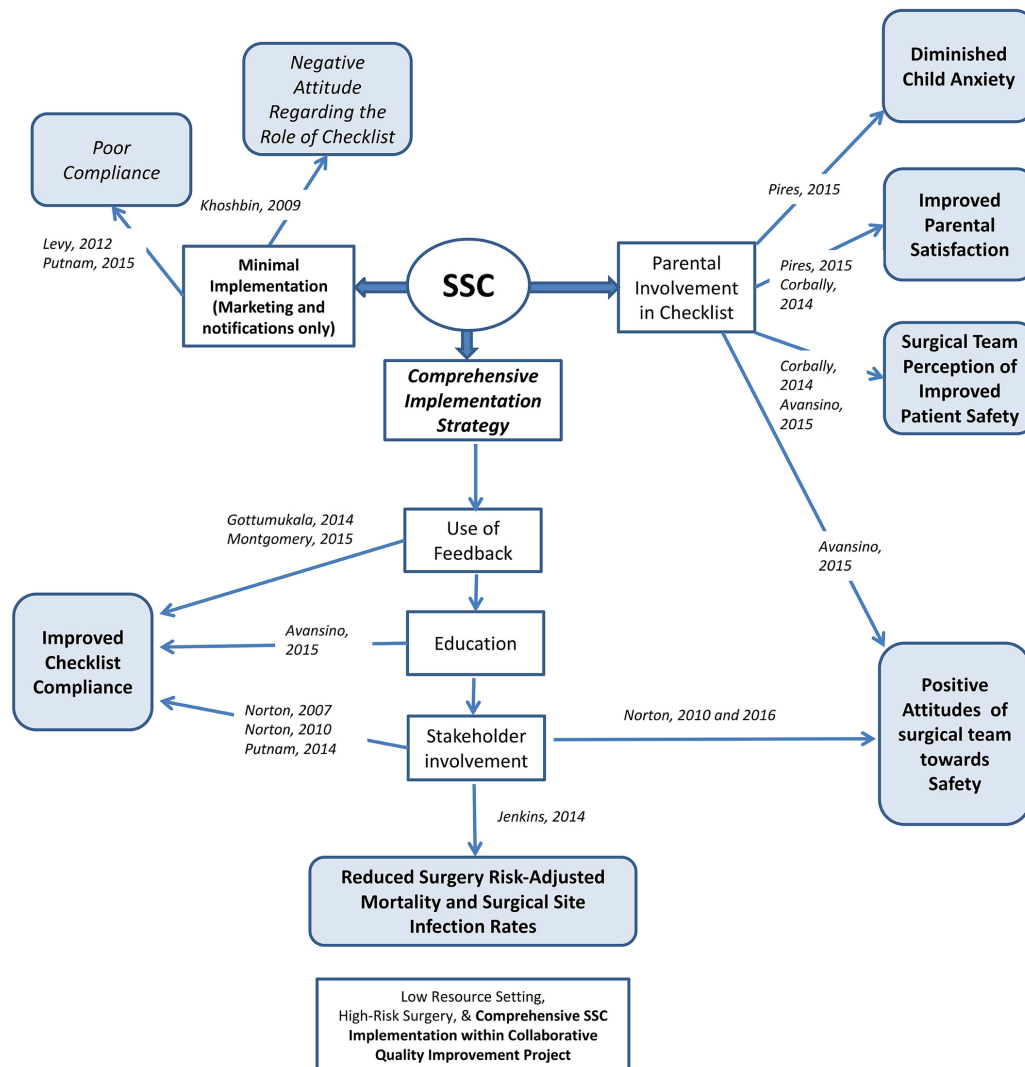 Diminished
Child Anxiety
Negative
Attitude
Regarding the
Role of Checklist
Poor
Compliance
Khoshbin, 2009
Pires, 2015
Improved
Parental
Satisfaction
Levy, 2012
Putnam, 2015
Minimal
Implementation
(Marketing and
notifications only)
SSC
Parental
Involvement
in Checklist
Pires, 2015
Corbally,
2014
Surgical Team
Perception of
Improved
Patient Safety
Corbally,
2014
Avansino,
2015
Comprehensive
Implementation
Strategy
Gottumukala, 2014
Montgomery, 2015
Use of
Feedback
Avansino,
2015
Improved
Checklist
Compliance
Avansino,
2015
Education
Norton, 2007
Norton, 2010
Putnam, 2014
Stakeholder
involvement
Norton, 2010 and 2016
Positive
Attitudes of
surgical team
towards
Safety
Jenkins, 2014
Reduced Surgery Risk-Adjusted
Mortality and Surgical Site
Infection Rates
Low Resource Setting,
High-Risk Surgery, & Comprehensive SSC
Implementation within Collaborative
Quality Improvement Project